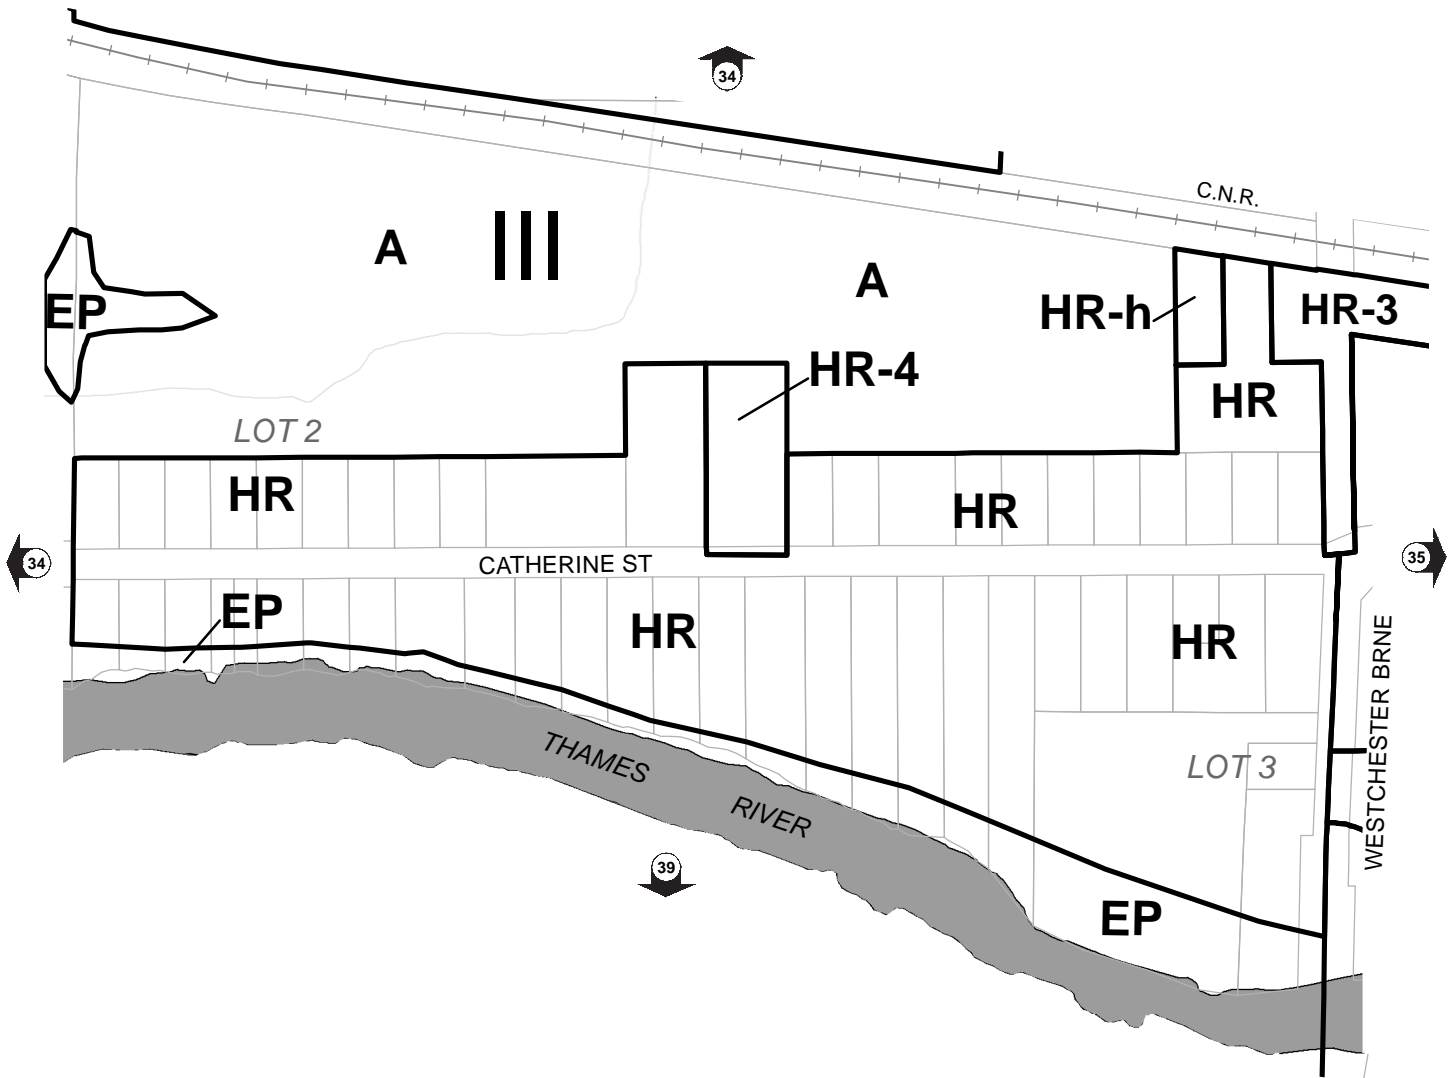 34
C.N.R.
A
III
A
EP
HR-h
HR-3
HR-4
HR
LOT 2
HR
HR
34
CATHERINE ST
35
EP
HR
HR
WESTCHESTER BRNE
THAMES
RIVER
LOT 3
39
EP